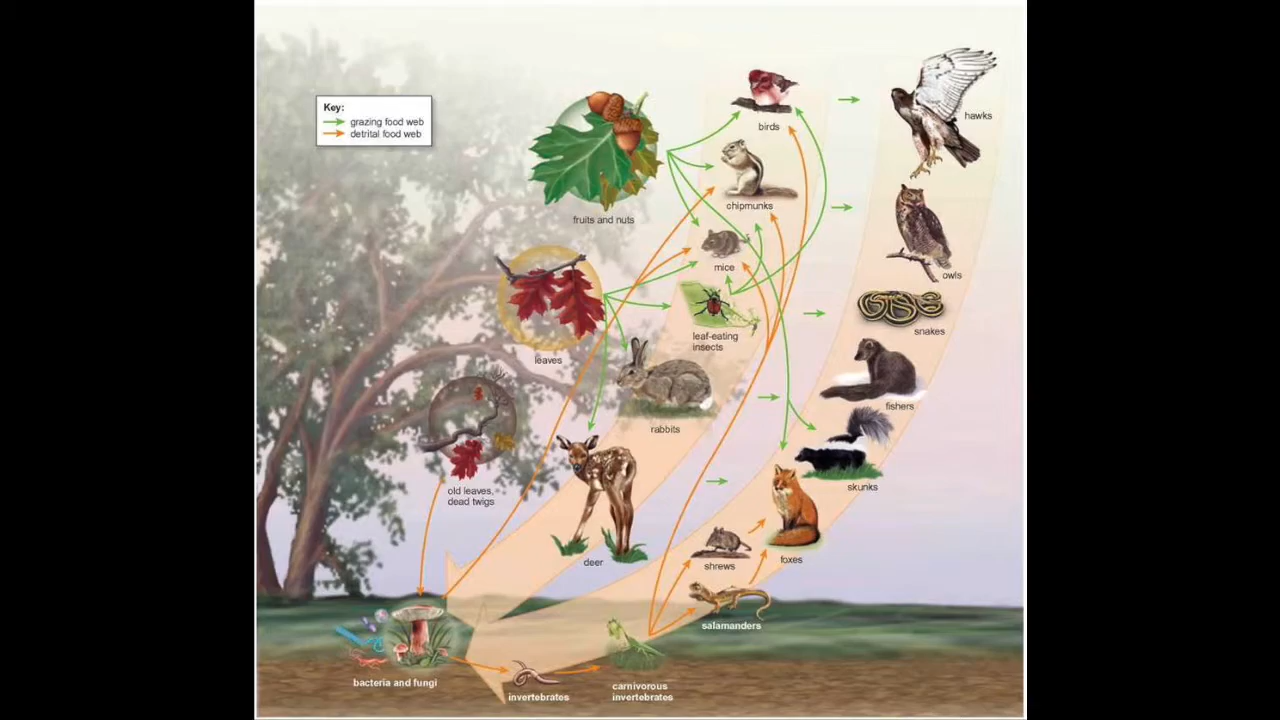 Key:
grazing food web
detrital food web
birds
hawks
chipmunks
fruits and nuts
mice
owls
leaf-eating
insects
snakes
leaves
fishers
rabbits
old leaves,
dead twigs
skunks
deer
shrews
foxes
salamanders
bacteria and fungi
invertebrates
carnivorous
invertebrates